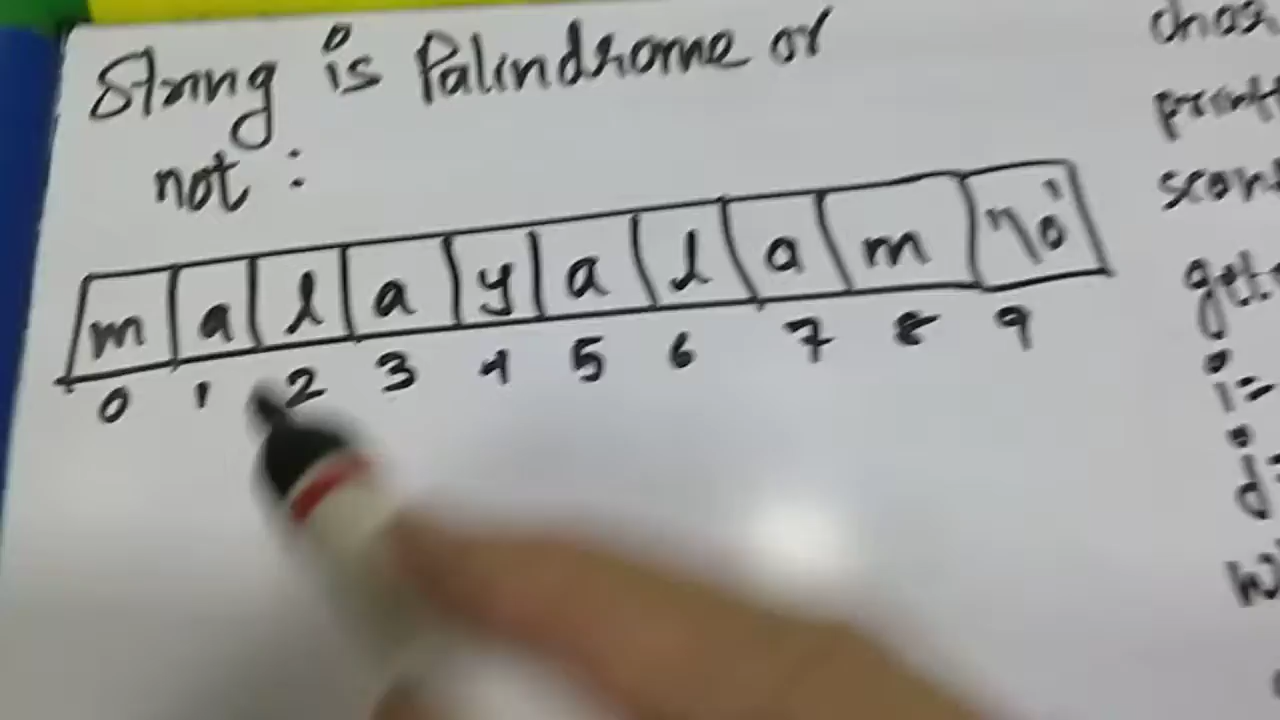 String is Palindrome or
not :
m a l a y a l a m '\0'
0 1 2 3 4 5 6 7 8 9